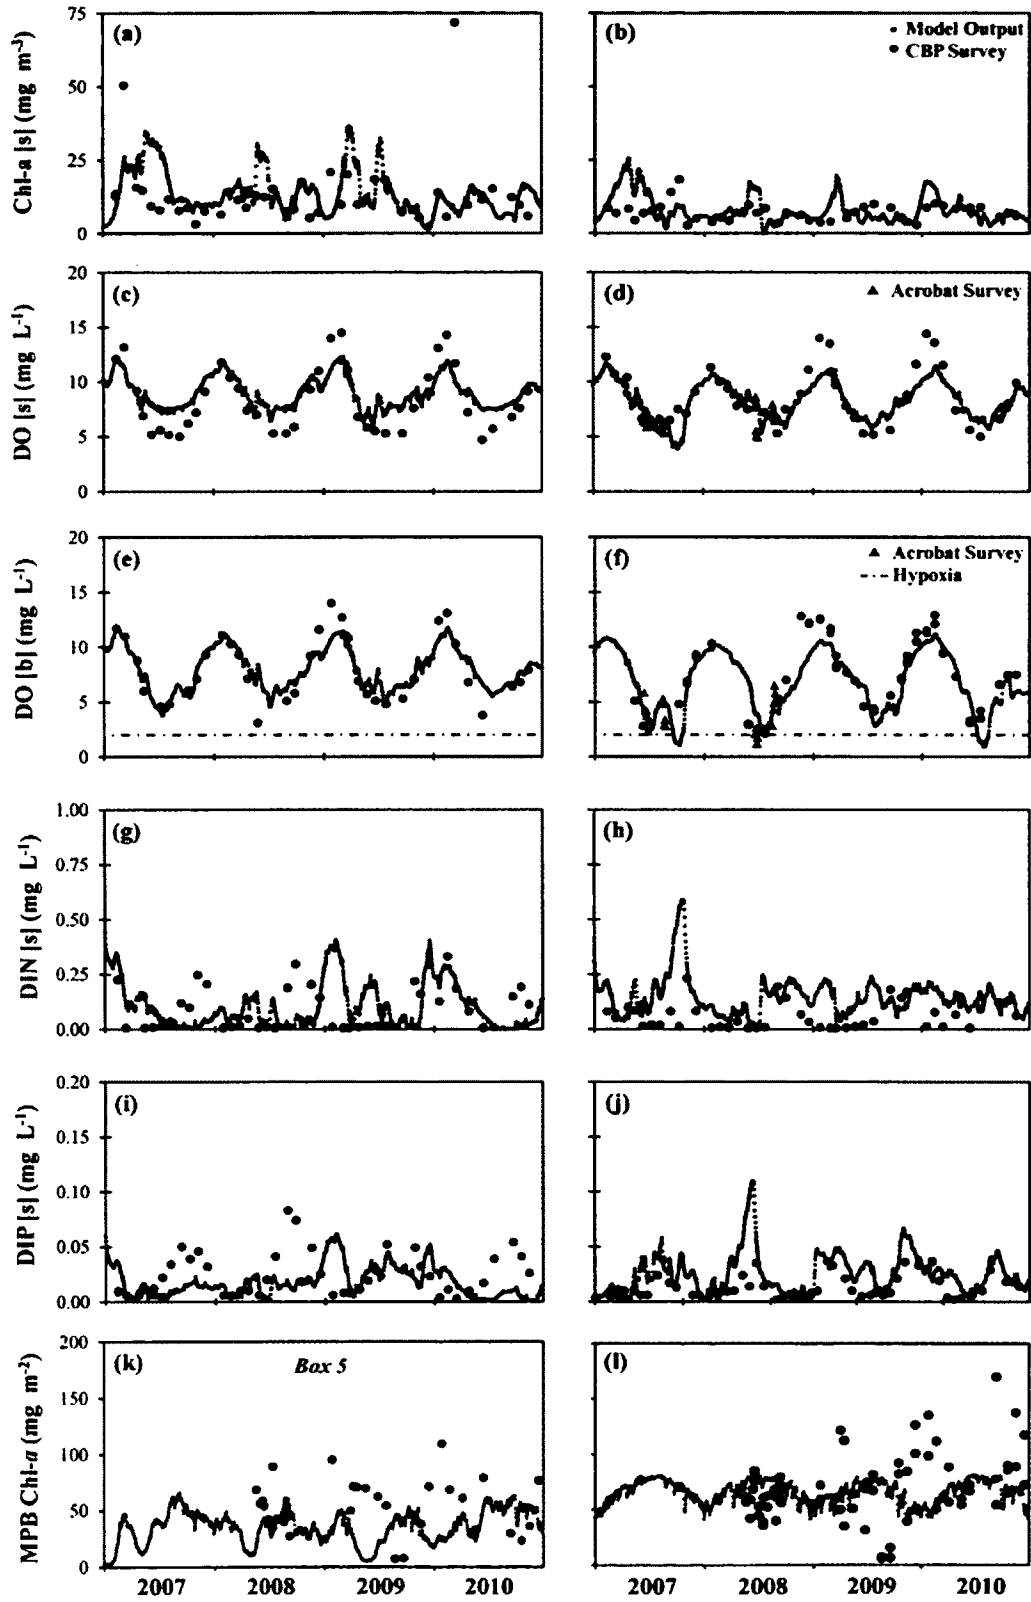 Chl-a [s] (mg m⁻³)
75
50
25
0
(a)
(b)
Model Output
CBP Survey
DO [s] (mg L⁻¹)
20
15
10
5
0
(c)
(d)
Acrobat Survey
DO [b] (mg L⁻¹)
20
15
10
5
0
(e)
(f)
Acrobat Survey
Hypoxia
DIN [s] (mg L⁻¹)
1.00
0.75
0.50
0.25
0.00
(g)
(h)
DIP [s] (mg L⁻¹)
0.20
0.15
0.10
0.05
0.00
(i)
(j)
MPB Chl-a (mg m⁻²)
200
150
100
50
0
(k)
Box 5
(l)
2007 2008 2009 2010
2007 2008 2009 2010